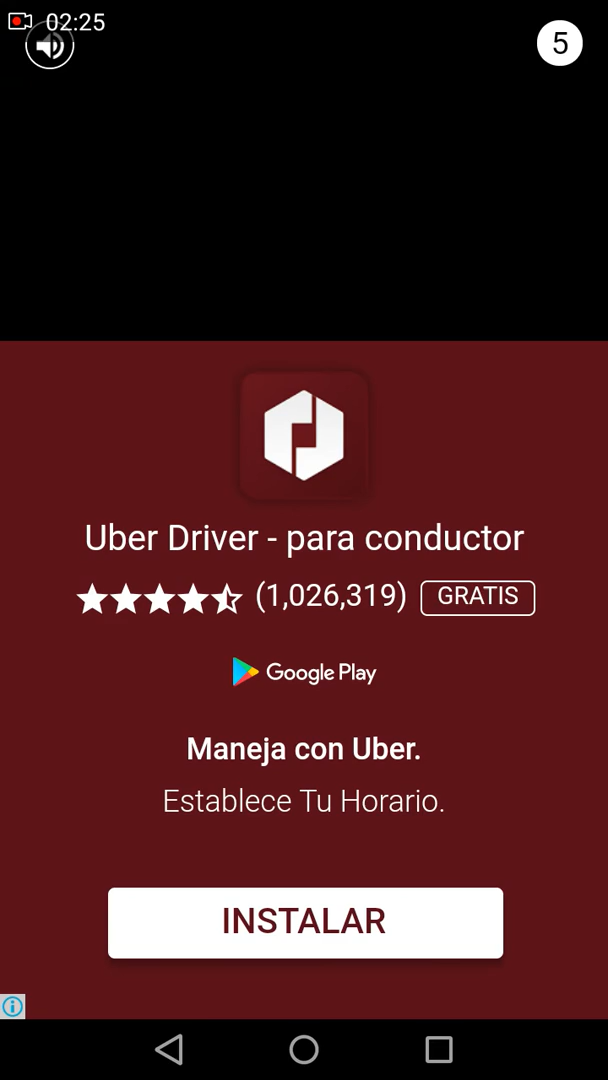 02:25
5
Uber Driver - para conductor
(1,026,319) GRATIS
Google Play
Maneja con Uber.
Establece Tu Horario.
INSTALAR